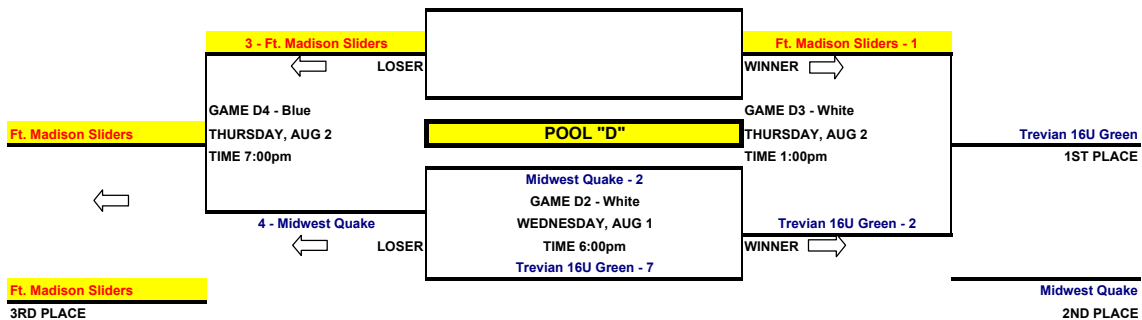 3 - Ft. Madison Sliders
Ft. Madison Sliders - 1
LOSER
WINNER
GAME D4 - Blue
GAME D3 - White
Ft. Madison Sliders
THURSDAY, AUG 2
POOL "D"
THURSDAY, AUG 2
Trevian 16U Green
TIME 7:00pm
TIME 1:00pm
1ST PLACE
Midwest Quake - 2
GAME D2 - White
4 - Midwest Quake
WEDNESDAY, AUG 1
Trevian 16U Green - 2
LOSER
TIME 6:00pm
WINNER
Trevian 16U Green - 7
Ft. Madison Sliders
Midwest Quake
3RD PLACE
2ND PLACE